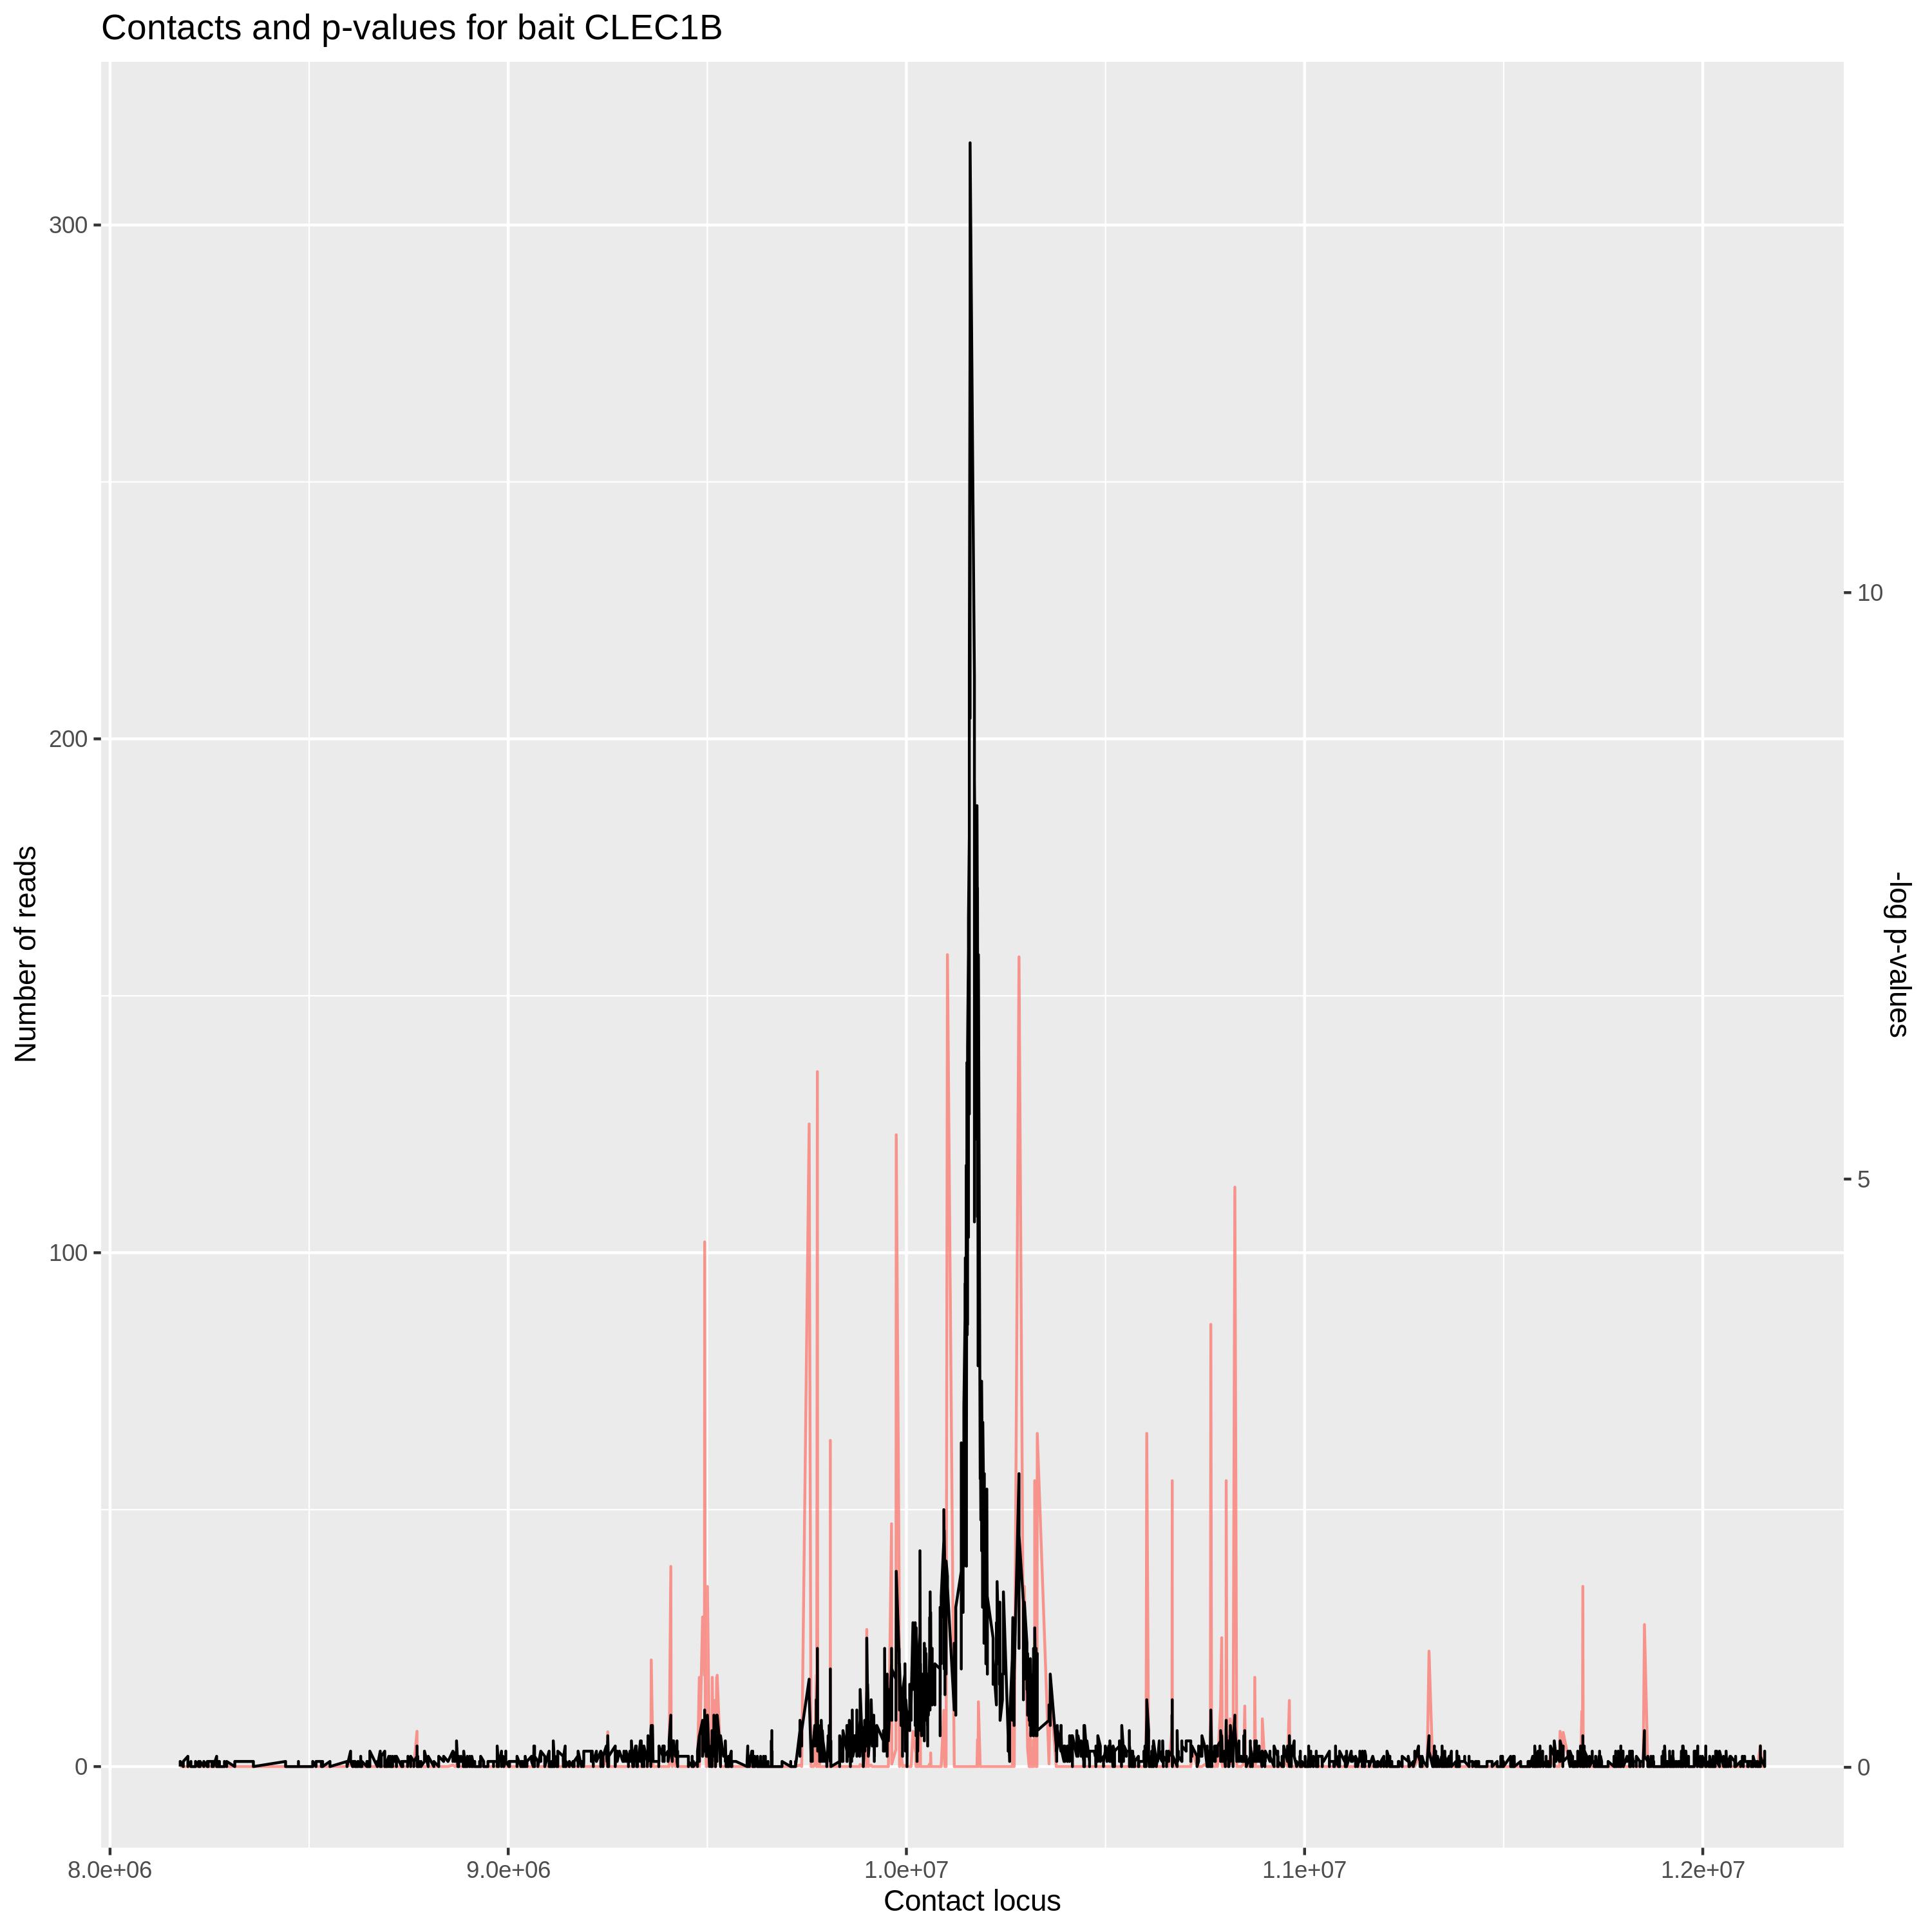 Contacts and p-values for bait CLEC1B
300
200
100
0
Number of reads
10
5
0
-log p-values
8.0e+06
9.0e+06
1.0e+07
1.1e+07
1.2e+07
Contact locus